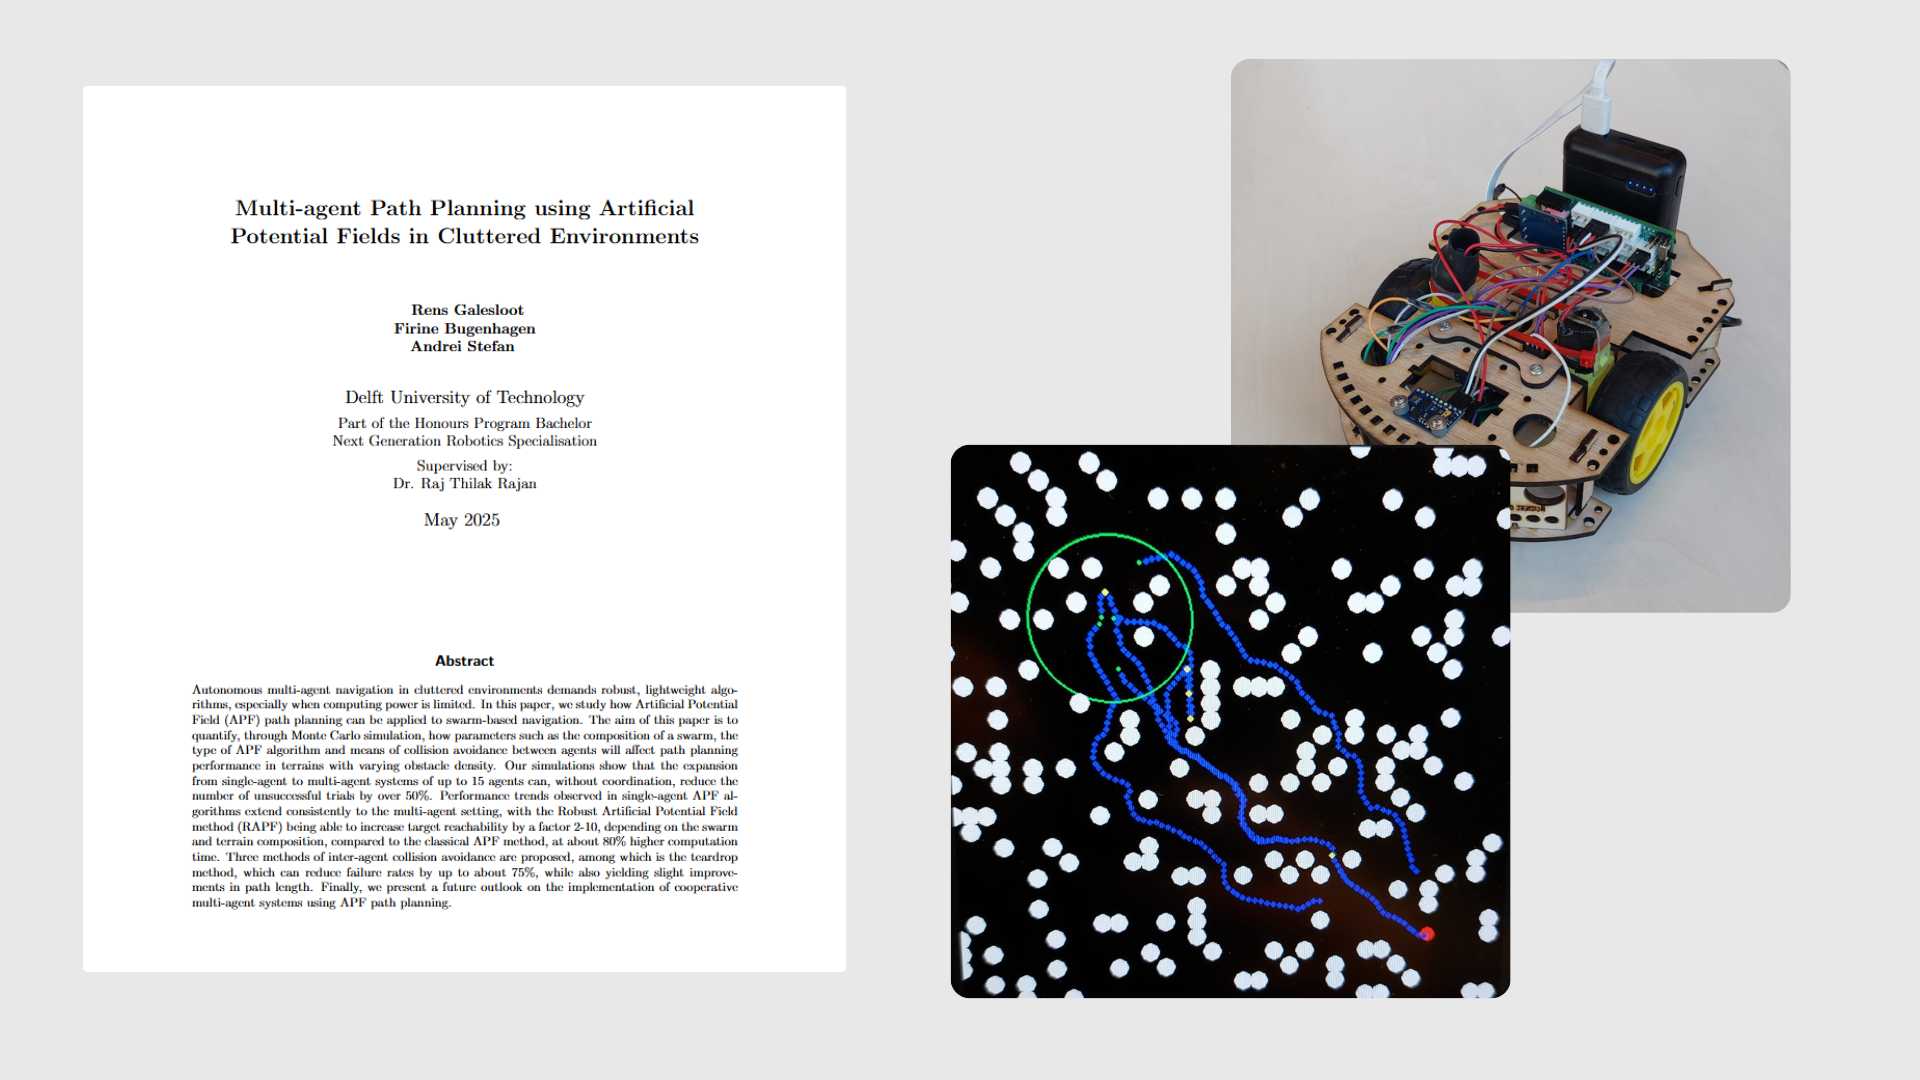 Multi-agent Path Planning using Artificial
Potential Fields in Cluttered Environments
Rens Galesloot
Firine Bugenhagen
Andrei Stefan
Delft University of Technology
Part of the Honours Program Bachelor
Next Generation Robotics Specialisation
Supervised by:
Dr. Raj Thilak Rajan
May 2025
Abstract
Autonomous multi-agent navigation in cluttered environments demands robust, lightweight algo-
rithms, especially when computing power is limited. In this paper, we study how Artificial Potential
Field (APF) path planning can be applied to swarm-based navigation. The aim of this paper is to
quantify, through Monte Carlo simulation, how parameters such as the composition of a swarm, the
type of APF algorithm and means of collision avoidance between agents will affect path planning
performance in terrains with varying obstacle density. Our simulations show that the expansion
from single-agent to multi-agent systems of up to 15 agents can, without coordination, reduce the
number of unsuccessful trials by over 50%. Performance trends observed in single-agent APF al-
gorithms extend consistently to the multi-agent setting, with the Robust Artificial Potential Field
method (RAPF) being able to increase target reachability by a factor 2-10, depending on the swarm
and terrain composition, compared to the classical APF method, at about 80% higher computation
time. Three methods of inter-agent collision avoidance are proposed, among which is the teardrop
method, which can reduce failure rates by up to about 75%, while also yielding slight improve-
ments in path length. Finally, we present a future outlook on the implementation of cooperative
multi-agent systems using APF path planning.